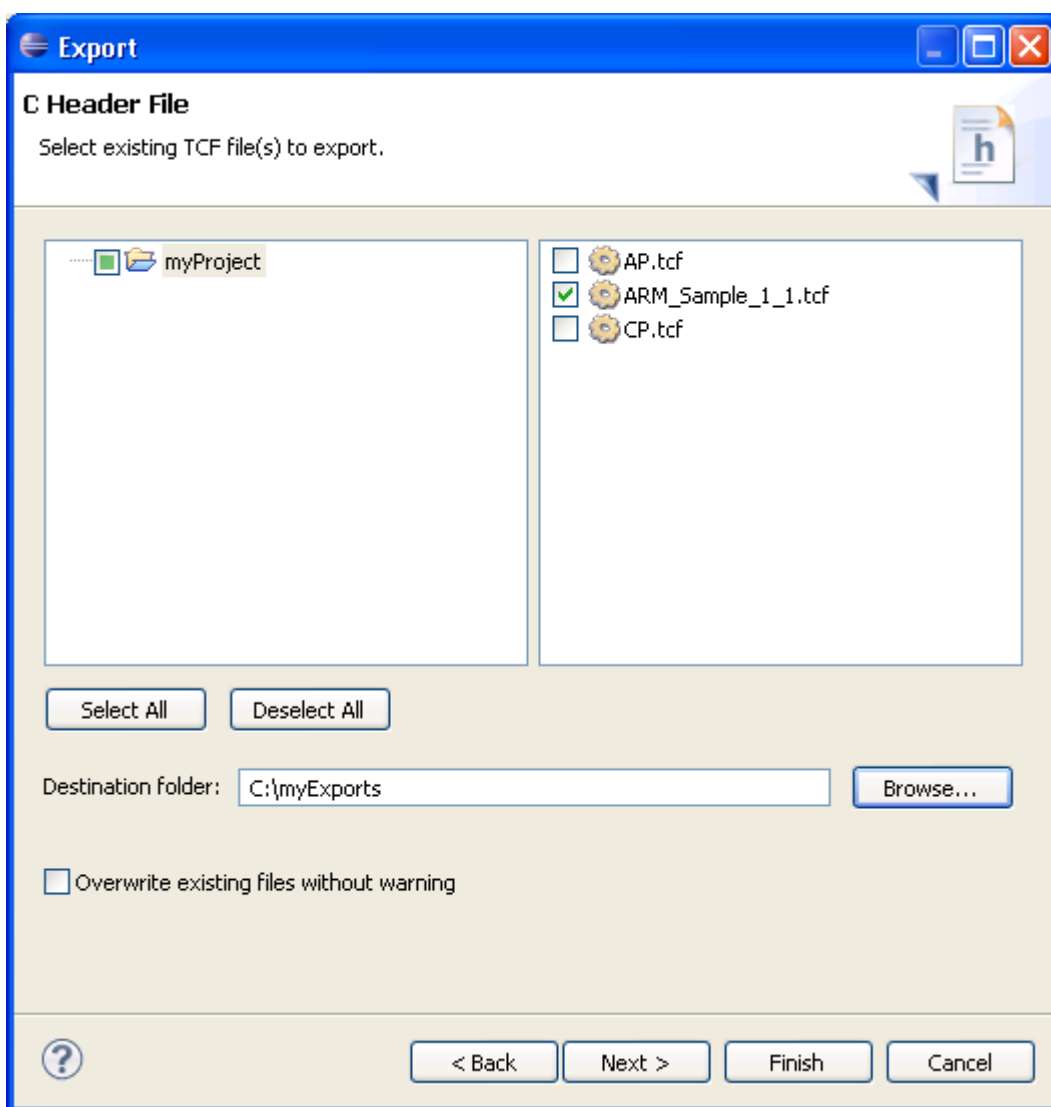 Export
C Header File
Select existing TCF file(s) to export.
h
myProject
AP.tcf
ARM_Sample_1_1.tcf
CP.tcf
Select All
Deselect All
Destination folder:
C:\myExports
Browse...
Overwrite existing files without warning
?
< Back
Next >
Finish
Cancel